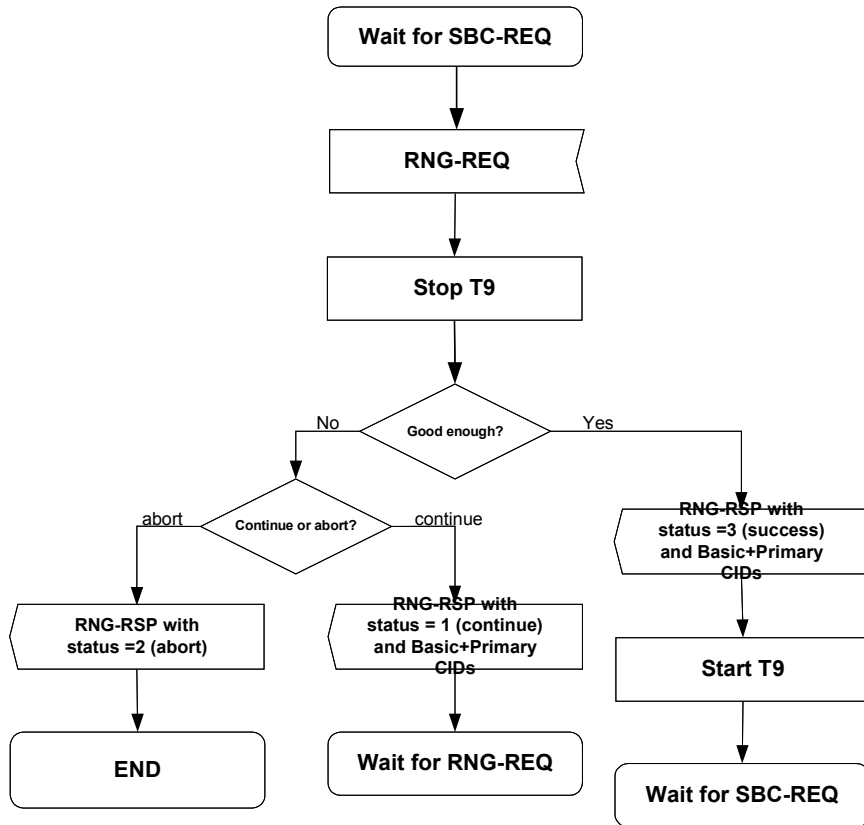 Wait for SBC-REQ
RNG-REQ
Stop T9
Good enough?
No
Yes
Continue or abort?
abort
continue
RNG-RSP with
status =3 (success)
and Basic+Primary
CIDs
RNG-RSP with
status =2 (abort)
RNG-RSP with
status = 1 (continue)
and Basic+Primary
CIDs
Start T9
END
Wait for RNG-REQ
Wait for SBC-REQ